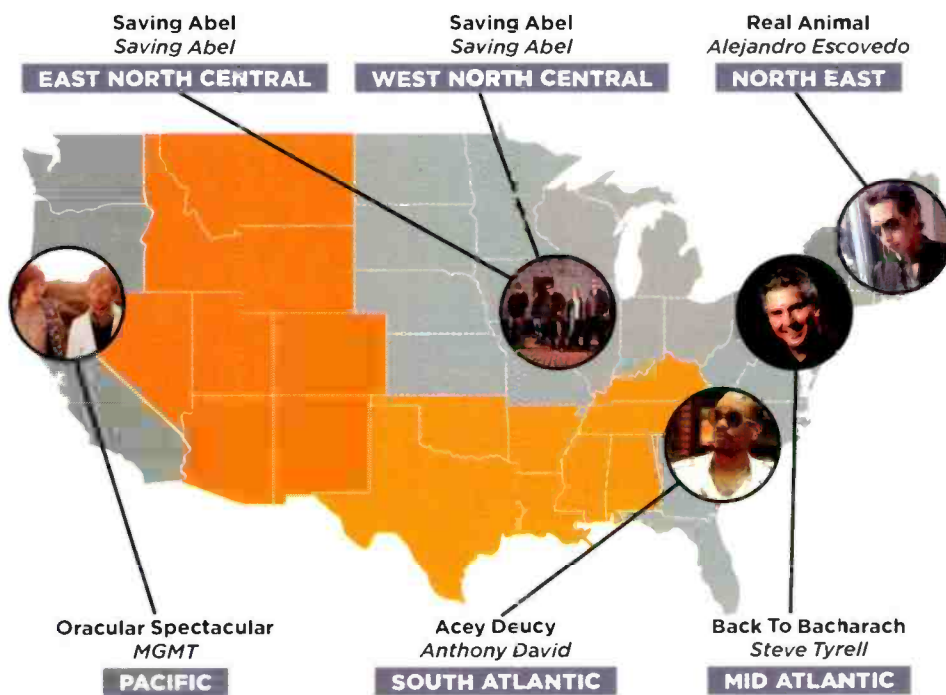 Saving Abel
Saving Abel
EAST NORTH CENTRAL
Saving Abel
Saving Abel
WEST NORTH CENTRAL
Real Animal
Alejandro Escovedo
NORTH EAST
Oracular Spectacular
MGMT
PACIFIC
Acey Deucy
Anthony David
SOUTH ATLANTIC
Back To Bacharach
Steve Tyrell
MID ATLANTIC